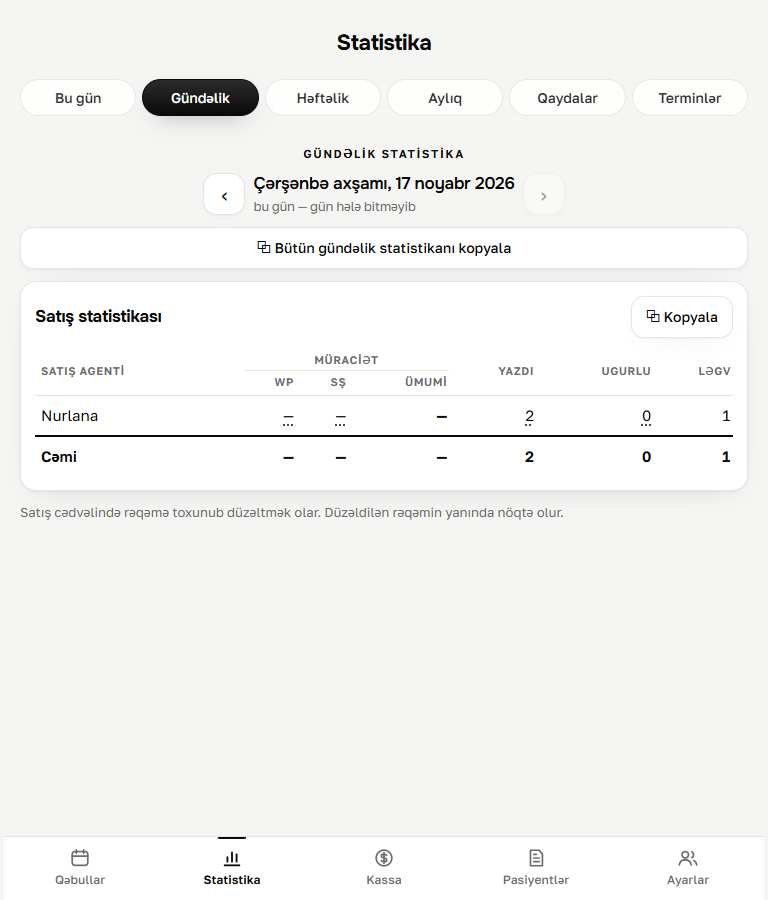 Statistika
Bu gün Gündəlik Həftəlik Aylıq Qaydalar Terminlər
GÜNDƏLİK STATİSTİKA
‹ Çərşənbə axşamı, 17 noyabr 2026 ›
bu gün — gün hələ bitməyib
Bütün gündəlik statistikanı kopyala
Satış statistikası Kopyala
MÜRACİƏT
SATIŞ AGENTİ YAZDI UGURLU LƏGV
WP SŞ ÜMUMİ
Nurlana — — — 2 0 1
Cəmi — — — 2 0 1
Satış cədvəlində rəqəmə toxunub düzəltmək olar. Düzəldilən rəqəmin yanında nöqtə olur.
Qəbullar Statistika Kassa Pasiyentlər Ayarlar